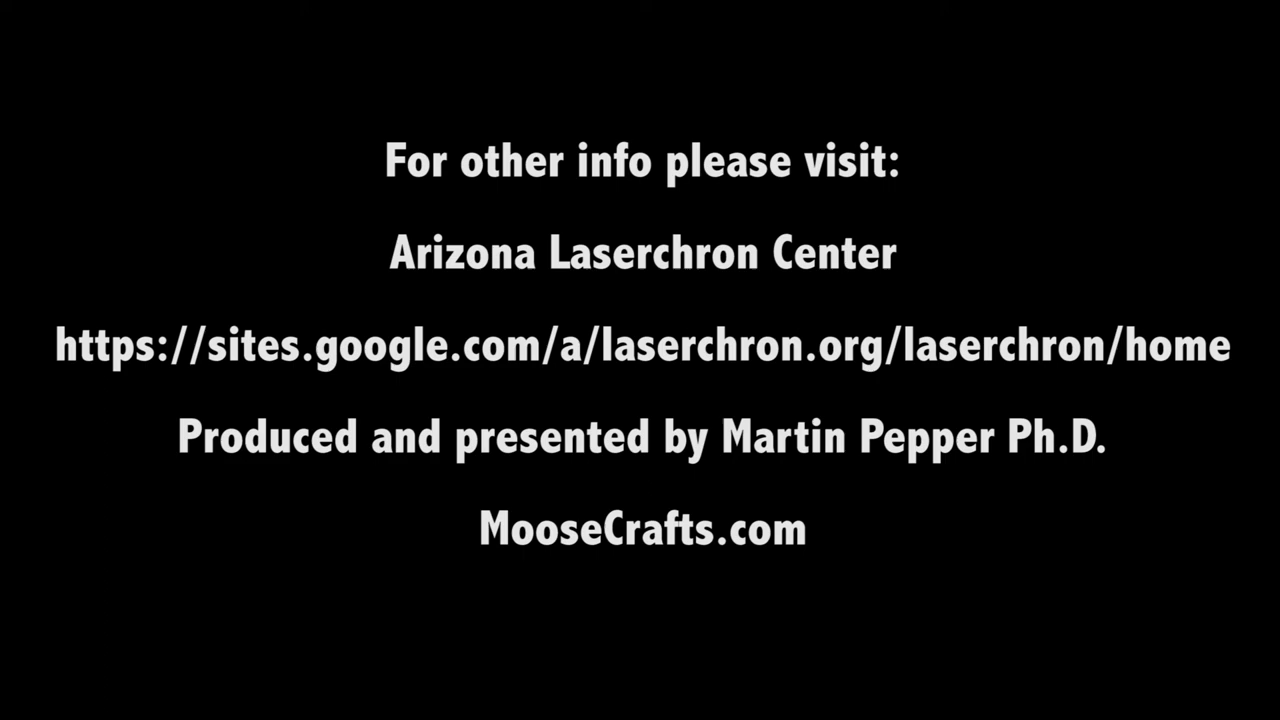 For other info please visit:
Arizona Laserchron Center
https://sites.google.com/a/laserchron.org/laserchron/home
Produced and presented by Martin Pepper Ph.D.
MooseCrafts.com